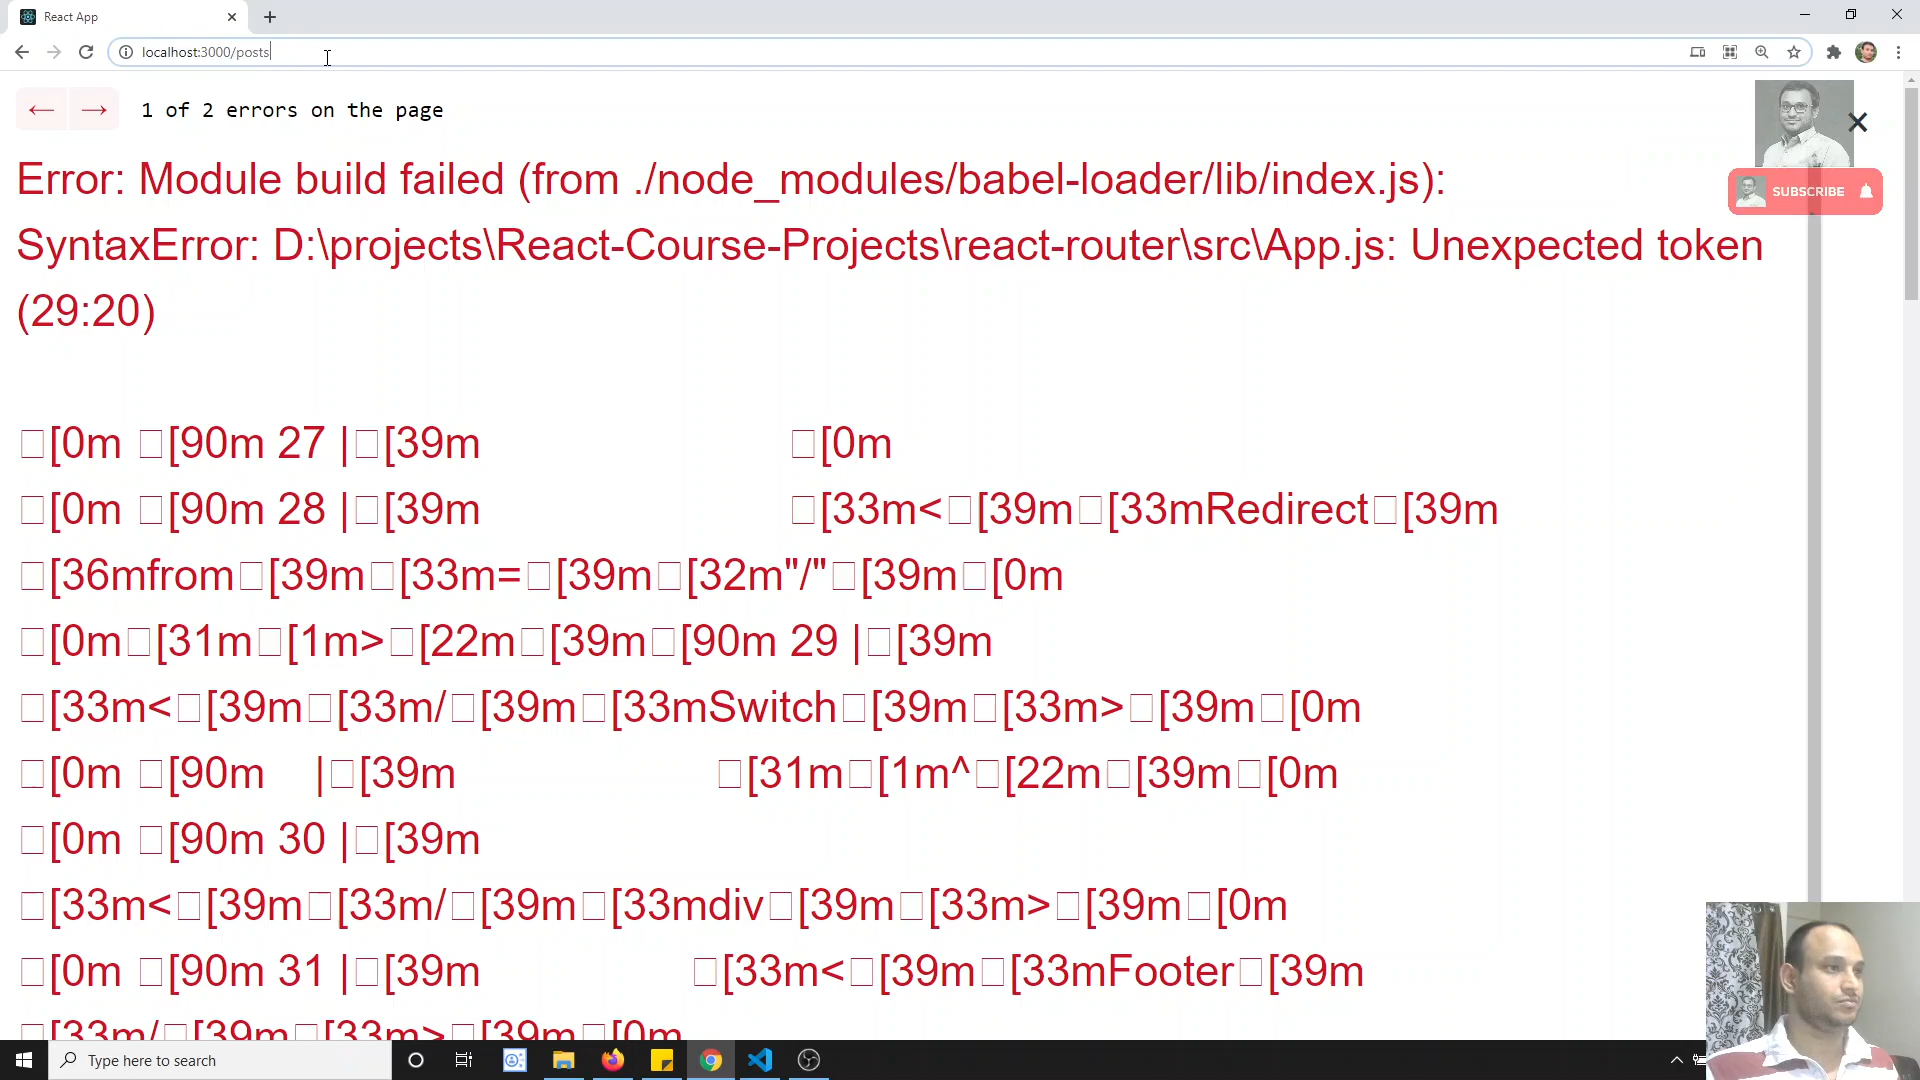 React App
localhost:3000/posts
1 of 2 errors on the page
Error: Module build failed (from ./node_modules/babel-loader/lib/index.js):
SUBSCRIBE
SyntaxError: D:\projects\React-Course-Projects\react-router\src\App.js: Unexpected token
(29:20)
□[0m □[90m 27 |□[39m □[0m
□[0m □[90m 28 |□[39m □[33m<□[39m□[33mRedirect□[39m
□[36mfrom□[39m□[33m=□[39m□[32m"/"□[39m□[0m
□[0m□[31m□[1m>□[22m□[39m□[90m 29 |□[39m
□[33m<□[39m□[33m/□[39m□[33mSwitch□[39m□[33m>□[39m□[0m
□[0m □[90m |□[39m □[31m□[1m^□[22m□[39m□[0m
□[0m □[90m 30 |□[39m
□[33m<□[39m□[33m/□[39m□[33mdiv□[39m□[33m>□[39m□[0m
□[0m □[90m 31 |□[39m □[33m<□[39m□[33mFooter□[39m
□[33m/□[39m□[33m>□[39m□[0m
Type here to search